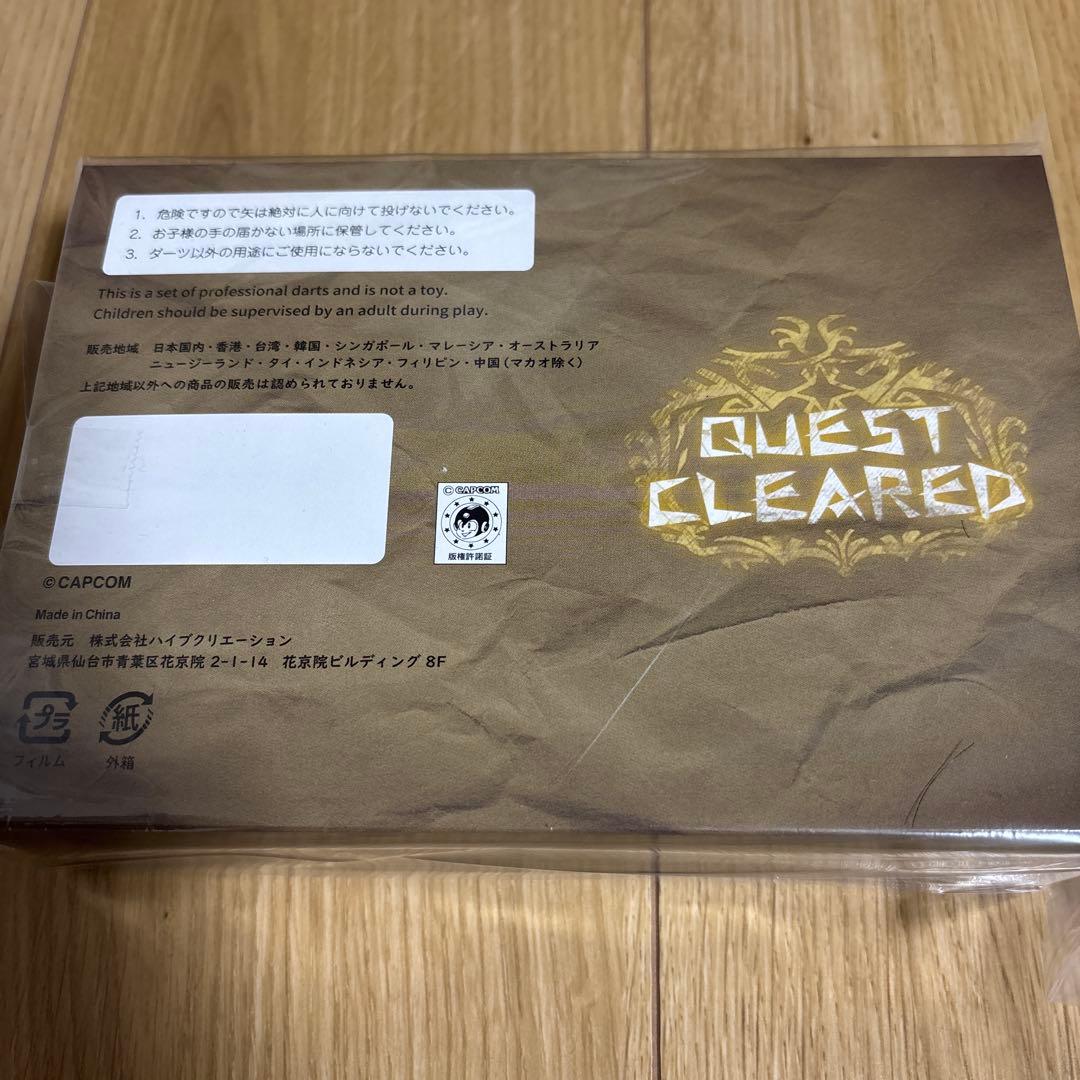 1. 危険ですので矢は絶対に人に向けて投げないでください。
2. お子様の手の届かない場所に保管してください。
3. ダーツ以外の用途にご使用にならないでください。
This is a set of professional darts and is not a toy.
Children should be supervised by an adult during play.
販売地域 日本国内・香港・台湾・韓国・シンガポール・マレーシア・オーストラリア
ニュージーランド・タイ・インドネシア・フィリピン・中国(マカオ除く)
上記地域以外への商品の販売は認められておりません。
QUEST
CLEARED
© CAPCOM
版権許諾証
© CAPCOM
Made in China
販売元 株式会社ハイブクリエーション
宮城県仙台市青葉区花京院 2-1-14 花京院ビルディング 8F
プラ
フィルム
紙
外箱